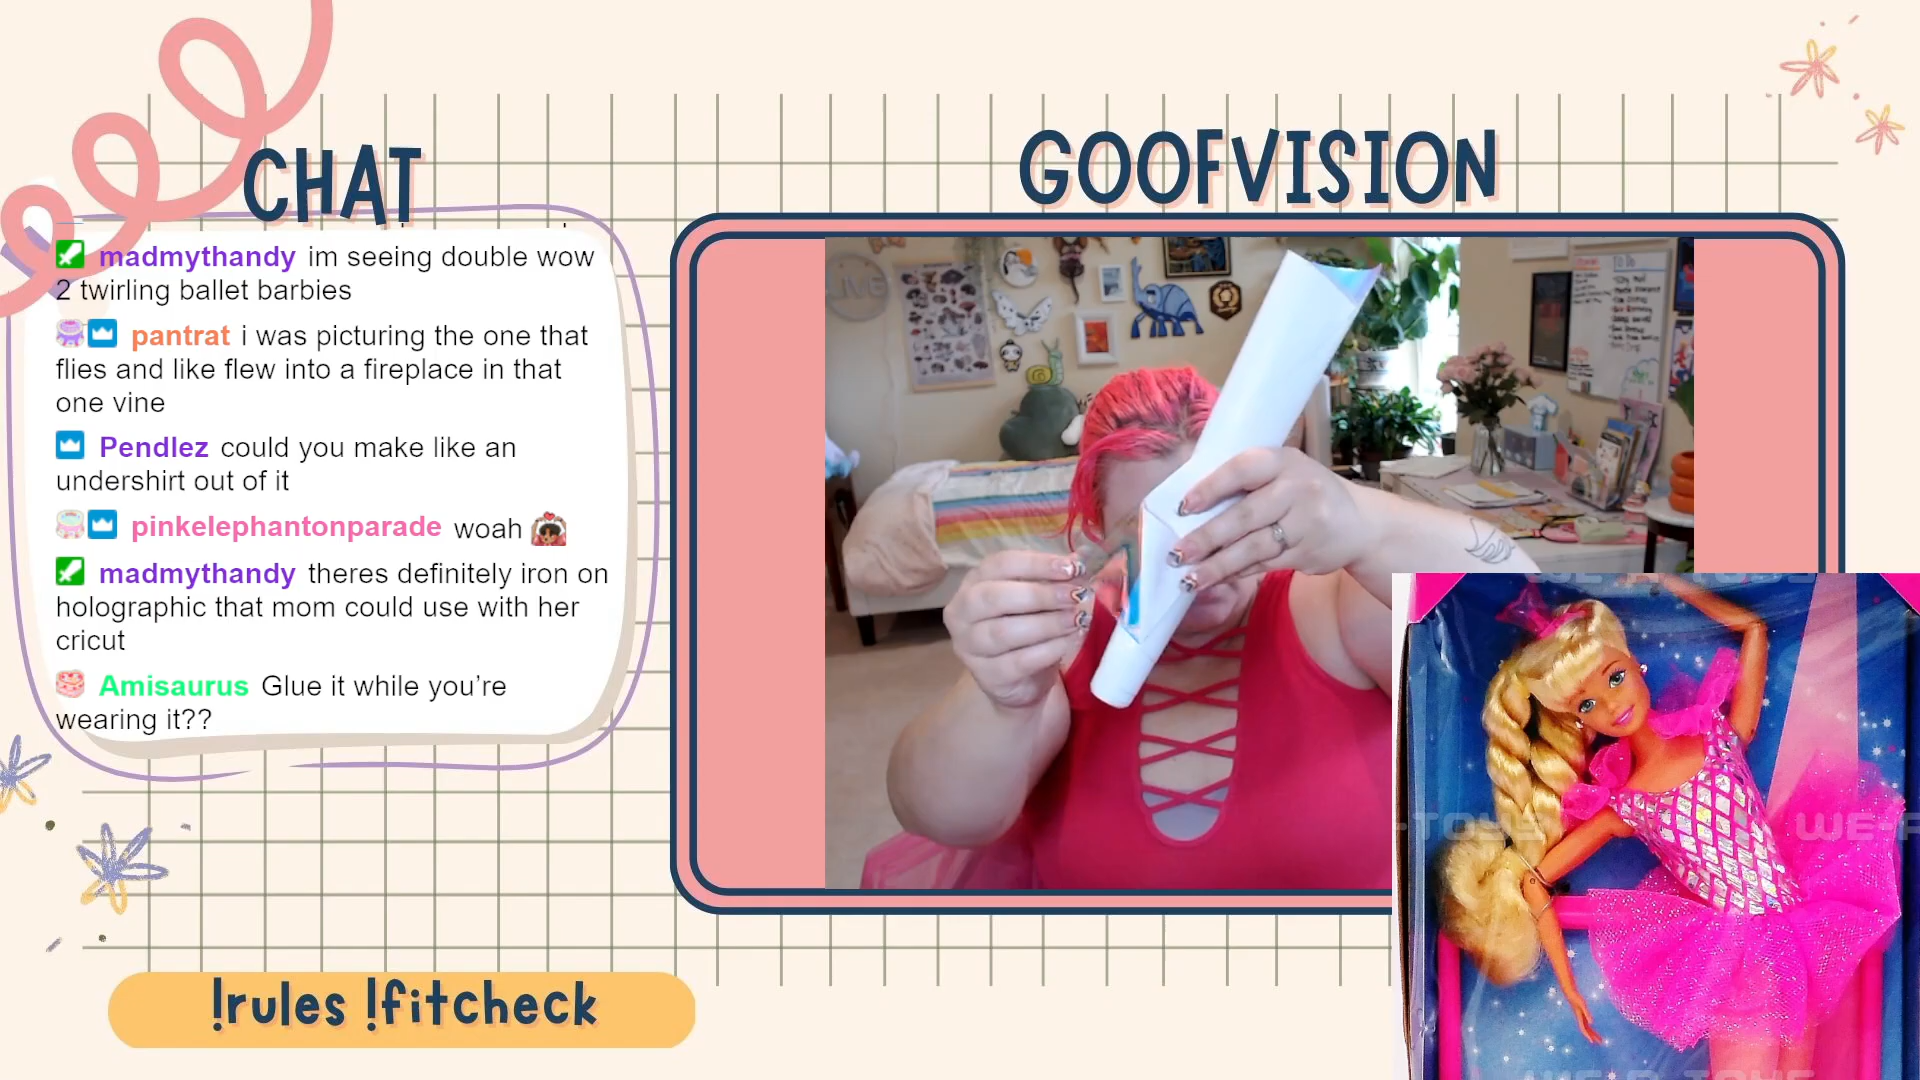 CHAT
GOOFVISION
madmythandy im seeing double wow
2 twirling ballet barbies
pantrat i was picturing the one that
flies and like flew into a fireplace in that
one vine
Pendlez could you make like an
undershirt out of it
pinkelephantonparade woah
madmythandy theres definitely iron on
holographic that mom could use with her
cricut
Amisaurus Glue it while you're
wearing it??
LIVE
TO DO
!rules !fitcheck